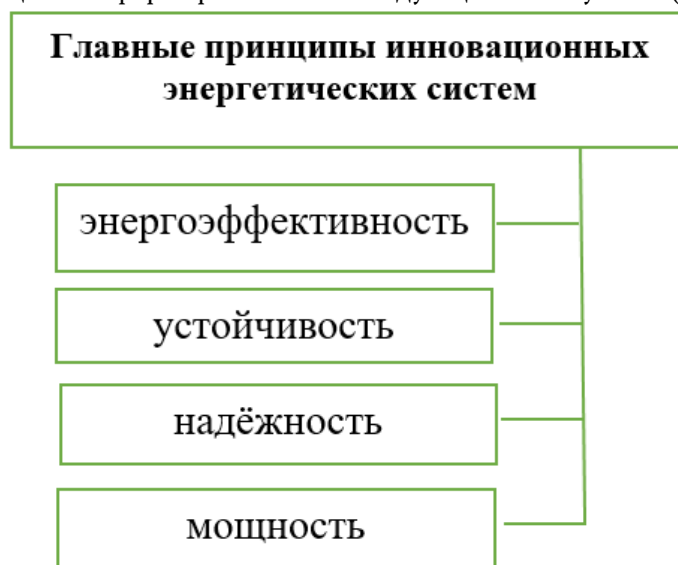 Главные принципы инновационных
энергетических систем
энергоэффективность
устойчивость
надёжность
мощность